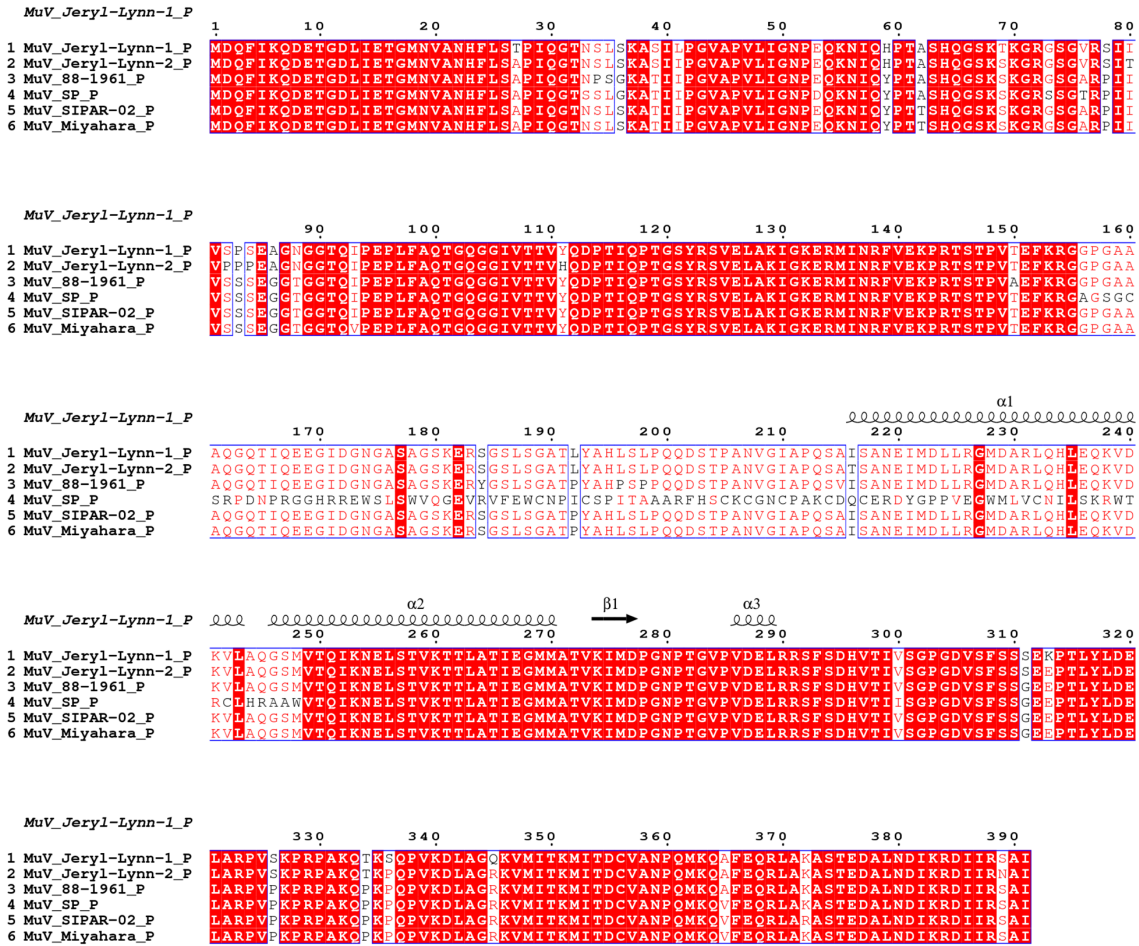 MuV_Jeryl-Lynn-1_P
1 10 20 30 40 50 60 70 80
1 MuV_Jeryl-Lynn-1_P MDQFIKQDETGDLIETGMNVANHFLSTPIQGTNSLSKASILPGVAPVLIGNPEQKNIQHPTASHQGSKTKGRGSGVRSII
2 MuV_Jeryl-Lynn-2_P MDQFIKQDETGDLIETGMNVANHFLSAPIQGTNSLSKASIIPGVAPVLIGNPEQKNIQHPTASHQGSKSKGRGSGVRSIT
3 MuV_88-1961_P MDQFIKQDETGDLIETGMNVANHFLSAPIQGTNPSGKATIIPGVAPVLIGNPEQKNIQYPTASHQGSKSKGRGSGARPII
4 MuV_SP_P MDQFIKQDETGDLIETGMNVANHFLSAPIQGTSSLGKATIIPGVAPVLIGNPDQKNIQYPTASHQGSKSKGRSSGTRPII
5 MuV_SIPAR-02_P MDQFIKQDETGDLIETGMNVANHFLSAPIQGTNSLSKATIIPGVAPVLIGNPEQKNIQYPTTSHQGSKSKGRGSGARPII
6 MuV_Miyahara_P MDQFIKQDETGDLIETGMNVANHFLSAPIQGTNSLSKATIIPGVAPVLIGNPEQKNIQYPTTSHQGSKSKGRGSGARPII
MuV_Jeryl-Lynn-1_P
90 100 110 120 130 140 150 160
1 MuV_Jeryl-Lynn-1_P VSPSEAGNGGTQIPEPLFAQTGQGGIVTTVYQDPTIQPTGSYRSVELAKIGKERMINRFVEKPRTSTPVTEFKRGGPGAA
2 MuV_Jeryl-Lynn-2_P VPPPEAGNGGTQIPEPLFAQTGQGGIVTTVHQDPTIQPTGSYRSVELAKIGKERMINRFVEKPRTSTPVTEFKRGGPGAA
3 MuV_88-1961_P VSSSEGGTGGTQIPEPLFAQTGQGGIVTTVYQDPTIQPTGSYRSVELAKIGKERMINRFVEKPRTSTPVAEFKRGGPGAA
4 MuV_SP_P VSSSEGGTGGTQIPEPLFAQTGQGGIVTTVYQDPTIQPTGSYRSVELAKIGKERMINRFVEKPRTSTPVTEFKRGAGSGC
5 MuV_SIPAR-02_P VSSSEGGTGGTQIPEPLFAQTGQGGIVTTVYQDPTIQPTGSYRSVELAKIGKERMINRFVEKPRTSTPVTEFKRGGPGAA
6 MuV_Miyahara_P VSSSEGGTGGTQVPEPLFAQTGQGGIVTTVYQDPTIQPTGSYRSVELAKIGKERMINRFVEKPRTSTPVTEFKRGGPGAA
α1
MuV_Jeryl-Lynn-1_P
170 180 190 200 210 220 230 240
1 MuV_Jeryl-Lynn-1_P AQGQTIQEEGIDGNGASAGSKERSGSLSGATLYAHLSLPQQDSTPANVGIAPQSAISANEIMDLLRGMDARLQHLEQKVD
2 MuV_Jeryl-Lynn-2_P AQGQTIQEEGIDGNGASAGSKERSGSLSGATLYAHLSLPQQDSTPANVGIAPQSAISANEIMDLLRGMDARLQHLEQKVD
3 MuV_88-1961_P AQGQTIQEEGIDGNGASAGSKERYGSLSGATPYAHPSPPQQDSTPANVGIAPQSAISANEIMDLLRGMDARLQHLEQKVD
4 MuV_SP_P SRPDNPRGGHRREWSLSWVQGEVRVFEWCNPICSPITAAARFHSCKCGNCPAKCDQCERDYGPPVEGWMLVCNILSKRWT
5 MuV_SIPAR-02_P AQGQTIQEEGIDGNGASAGSKERSGSLSGATPYAHLSLPQQDSTPANVGIAPQSAISANEIMDLLRGMDARLQHLEQKVD
6 MuV_Miyahara_P AQGQTIQEEGIDGNGASAGSKERSGSLSGATPYAHLSLPQQDSTPANVGIAPQSAISANEIMDLLRGMDARLQHLEQKVD
α2 β1 α3
MuV_Jeryl-Lynn-1_P
250 260 270 280 290 300 310 320
1 MuV_Jeryl-Lynn-1_P KVLAQGSMVTQIKNELSTVKTTLATIEGMMATVKIMDPGNPTGVPVDELRRSFSDHVTIVSGPGDVSFSSSEKPTLYLDE
2 MuV_Jeryl-Lynn-2_P KVLAQGSMVTQIKNELSTVKTTLATIEGMMATVKIMDPGNPTGVPVDELRRSFSDHVTIVSGPGDVSFSSSEEPTLYLDE
3 MuV_88-1961_P KVLAQGSMVTQIKNELSTVKTTLATIEGMMATVKIMDPGNPTGVPVDELRRSFSDHVTIVSGPGDVSFSSGEEPTLYLDE
4 MuV_SP_P RCLHRAAWVTQIKNELSTVKTTLATIEGMMATVKIMDPGNPTGVPVDELRRSFSDHVTIISGPGDVSFSSGEEPTLYLDE
5 MuV_SIPAR-02_P KVLAQGSMVTQIKNELSTVKTTLATIEGMMATVKIMDPGNPTGVPVDELRRSFSDHVTIVSGPGDVSFSSGEEPTLYLDE
6 MuV_Miyahara_P KVLAQGSMVTQIKNELSTVKTTLATIEGMMATVKIMDPGNPTGVPVDELRRSFSDHVTIVSGPGDVSFSSGEEPTLYLDE
MuV_Jeryl-Lynn-1_P
330 340 350 360 370 380 390
1 MuV_Jeryl-Lynn-1_P LARPVSKPRPAKQTKSQPVKDLAGQKVMITKMITDCVANPQMKQAFEQRLAKASTEDALNDIKRDIIRSAI
2 MuV_Jeryl-Lynn-2_P LARPVSKPRPAKQTKPQPVKDLAGRKVMITKMITDCVANPQMKQAFEQRLAKASTEDALNDIKRDIIRNAI
3 MuV_88-1961_P LARPVPKPRPAKQPKPQPVKDLAGRKVMITKMITDCVANPQMKQAFEQRLAKASTEDALNDIKRDIIRSAI
4 MuV_SP_P LARPVPKPRPAKQPKPQPVKDLAGRKVMITKMITDCVANPQMKQAFEQRLAKASTEDALNDIKRDIIRSAI
5 MuV_SIPAR-02_P LARPVPKPRPAKQPKPQPVKDLAGRKVMITKMITDCVANPQMKQVFEQRLARASTEDALNDIKRDIIRSAI
6 MuV_Miyahara_P LARPVPKPRPAKQPKPQPVKDLAGRKVMITKMITDCVANPQMKQVFEQRLAKASTEDALNDIKRDIIRSAI